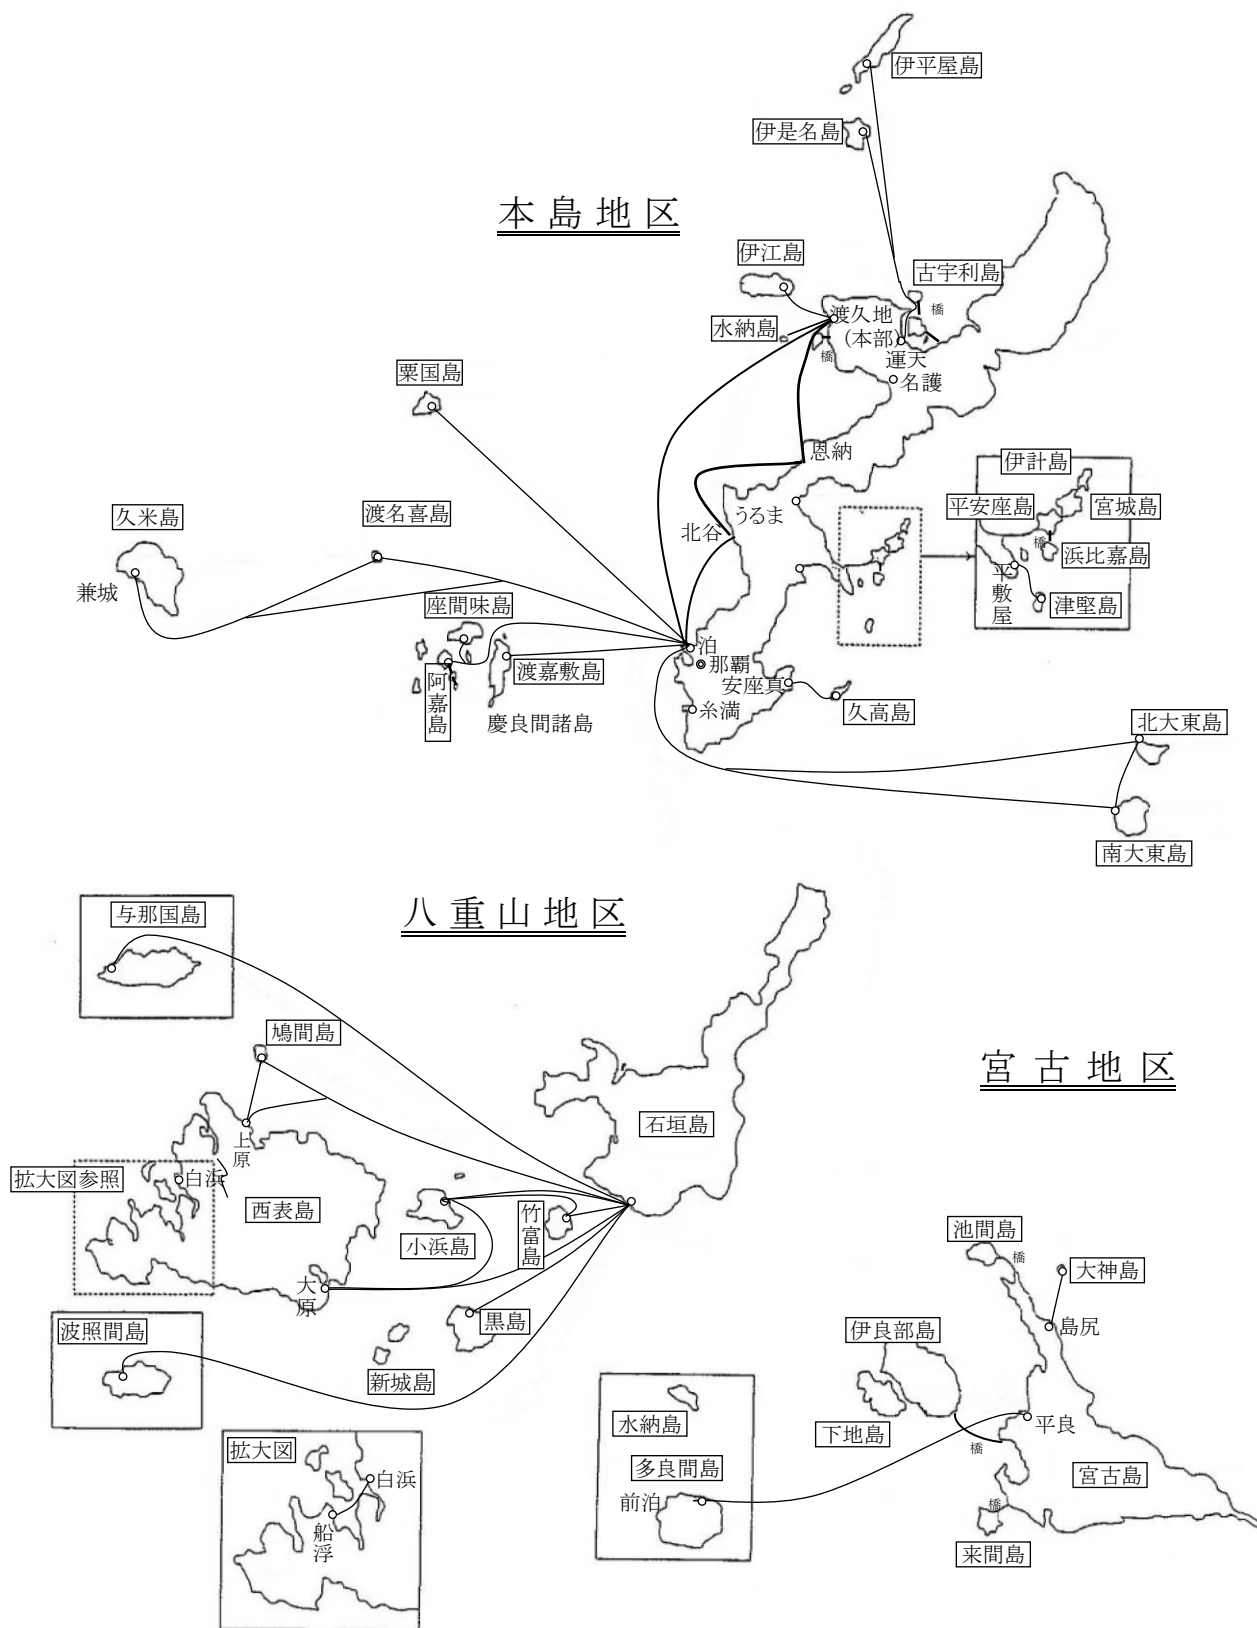 伊平屋島
伊是名島
本島地区
伊江島
古宇利島
橋
水納島
渡久地
(本部)
橋
運天
名護
粟国島
恩納
伊計島
平安座島
宮城島
橋
浜比嘉島
平敷屋
津堅島
うるま
北谷
久米島
兼城
渡名喜島
座間味島
阿嘉島
渡嘉敷島
慶良間諸島
泊
那覇
安座真
糸満
久高島
北大東島
南大東島
八重山地区
与那国島
鳩間島
上原
石垣島
拡大図参照
白浜
西表島
小浜島
竹富島
大原
黒島
新城島
波照間島
拡大図
白浜
船浮
宮古地区
池間島
橋
大神島
島尻
伊良部島
下地島
橋
平良
水納島
多良間島
前泊
宮古島
橋
来間島